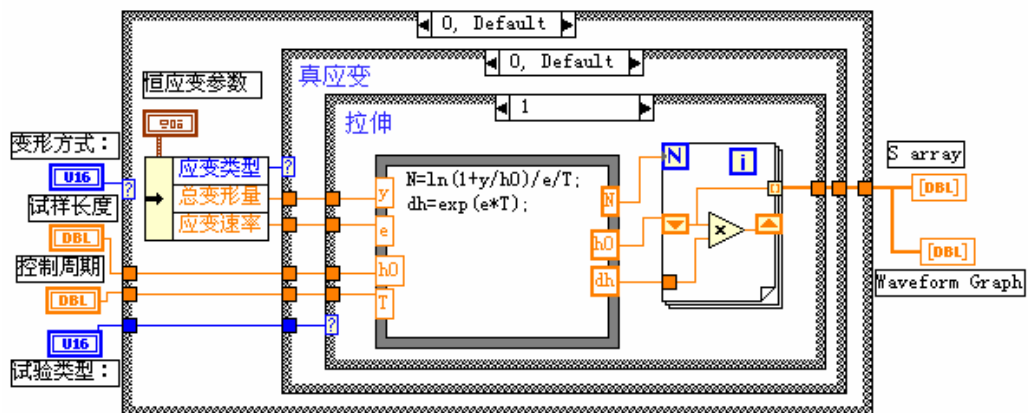 0, Default
0, Default
真应变
恒应变参数
1
拉伸
变形方式：
U16
应变类型
?
N=ln(1+y/h0)/e/T;
dh=exp(e*T);
N
i
S array
[DBL]
?
总变形量
y
N
试样长度
应变速率
e
DBL
h0
h0
[DBL]
控制周期
dh
Waveform Graph
DBL
T
?
U16
试验类型：